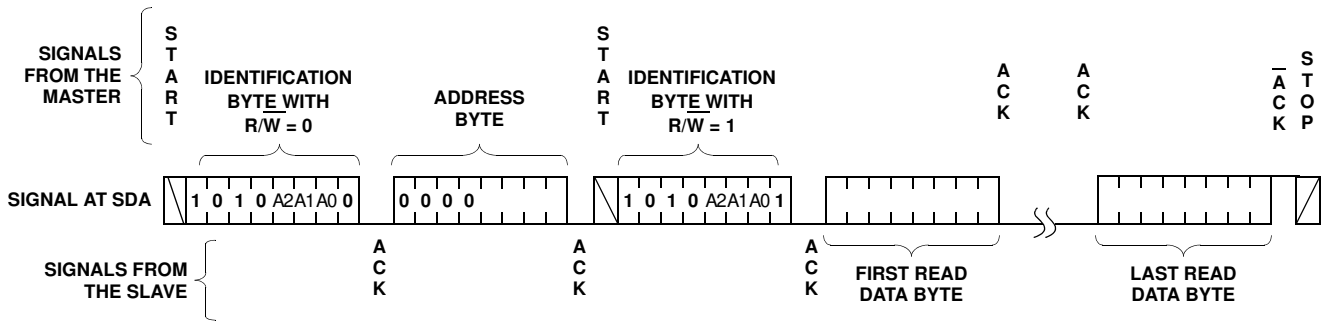 SIGNALS
FROM THE
MASTER
S
T
A
R
T
IDENTIFICATION
BYTE WITH
R/W̅ = 0
ADDRESS
BYTE
S
T
A
R
T
IDENTIFICATION
BYTE WITH
R/W̅ = 1
A
C
K
A
C
K
A̅
C
K
S
T
O
P
SIGNAL AT SDA
1 0 1 0 A2 A1 A0 0
0 0 0 0
1 0 1 0 A2 A1 A0 1
SIGNALS FROM
THE SLAVE
A
C
K
A
C
K
A
C
K
FIRST READ
DATA BYTE
LAST READ
DATA BYTE